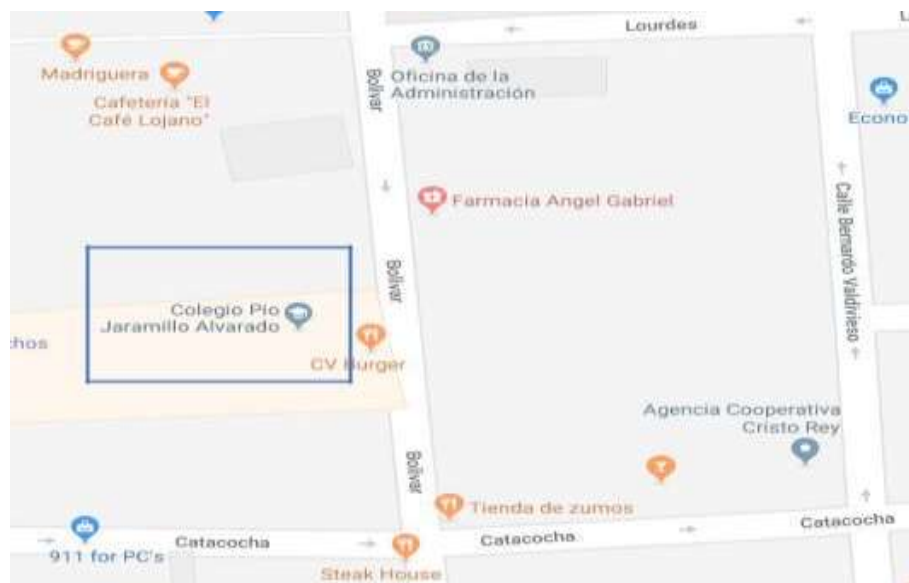 Lourdes
L
Madriguera
Cafetería "El
Café Lojano"
Bolívar
Oficina de la
Administración
Econo
Farmacia Angel Gabriel
Calle Bernardo Valdivieso
Bolívar
Colegio Pío
Jaramillo Alvarado
chos
CV Burger
Agencia Cooperativa
Cristo Rey
Bolívar
Tienda de zumos
Catacocha
Catacocha
Catacocha
911 for PC's
Steak House